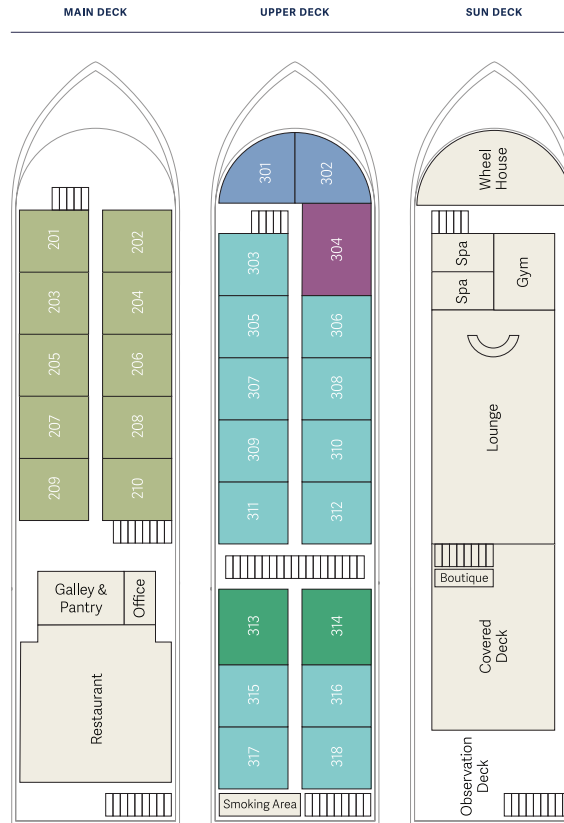 MAIN DECK
UPPER DECK
SUN DECK
201
202
203
204
205
206
207
208
209
210
Galley &
Pantry
Office
Restaurant
301
302
303
304
305
306
307
308
309
310
311
312
313
314
315
316
317
318
Smoking Area
Wheel
House
Spa
Spa
Gym
Lounge
Boutique
Covered
Deck
Observation
Deck